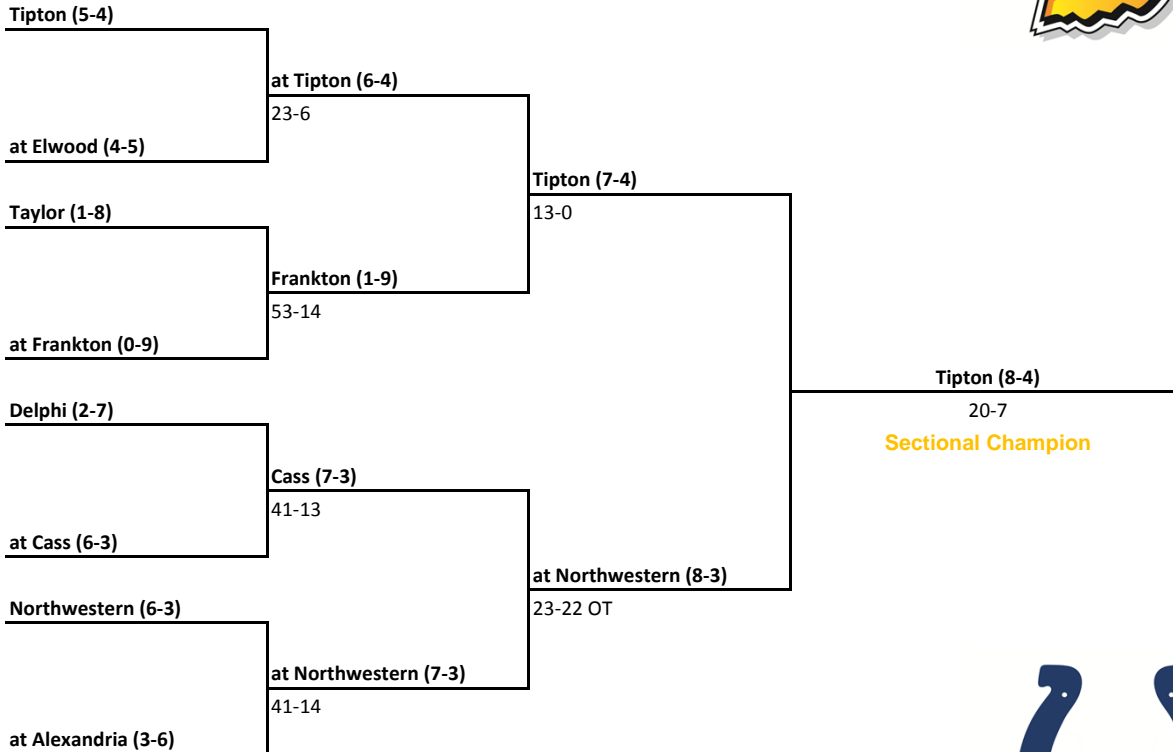 Tipton (5-4)
at Tipton (6-4)
23-6
at Elwood (4-5)
Tipton (7-4)
13-0
Taylor (1-8)
Frankton (1-9)
53-14
at Frankton (0-9)
Tipton (8-4)
20-7
Sectional Champion
Delphi (2-7)
Cass (7-3)
41-13
at Cass (6-3)
at Northwestern (8-3)
23-22 OT
Northwestern (6-3)
at Northwestern (7-3)
41-14
at Alexandria (3-6)